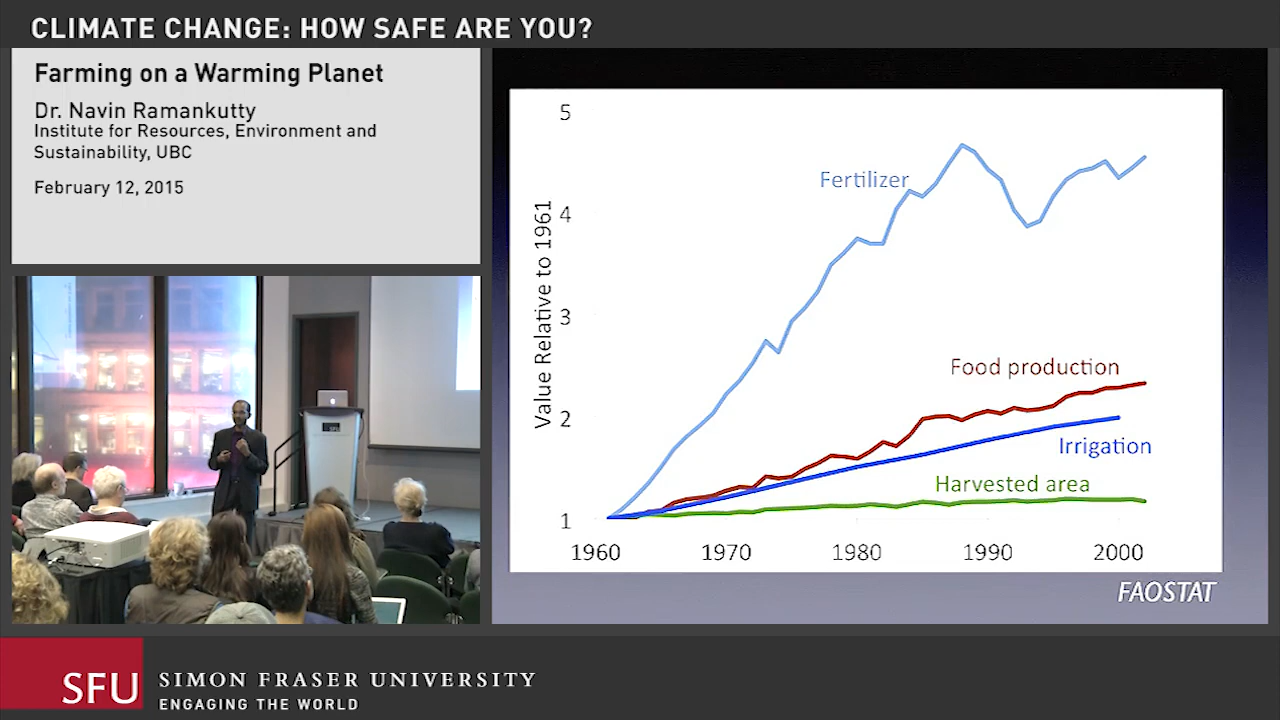 CLIMATE CHANGE: HOW SAFE ARE YOU?
Farming on a Warming Planet
Dr. Navin Ramankutty
Institute for Resources, Environment and
Sustainability, UBC
February 12, 2015
5
4
3
2
1
Value Relative to 1961
Fertilizer
Food production
Irrigation
Harvested area
1960 1970 1980 1990 2000
FAOSTAT
SFU
SIMON FRASER UNIVERSITY
ENGAGING THE WORLD